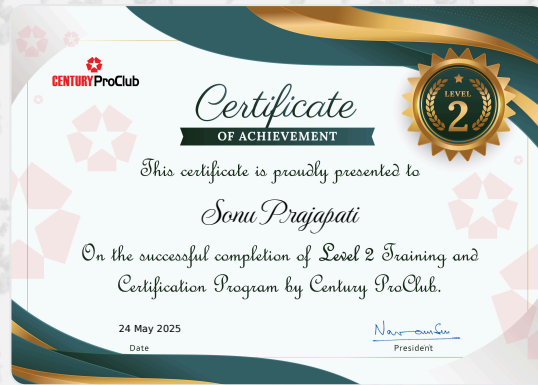 CENTURY ProClub
Certificate
OF ACHIEVEMENT
LEVEL
2
This certificate is proudly presented to
Sonu Prajapati
On the successful completion of Level 2 Training and
Certification Program by Century ProClub.
24 May 2025
Date
President